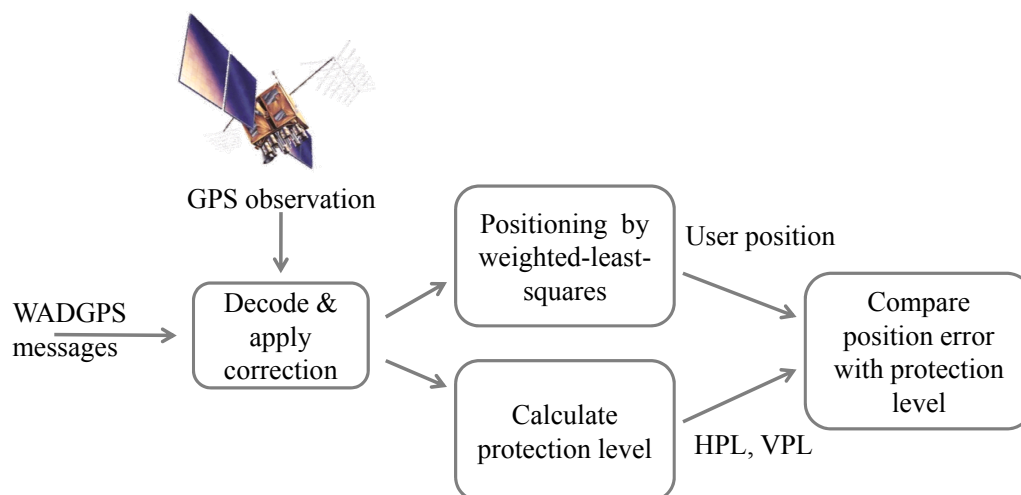 GPS observation
WADGPS
messages
Decode &
apply
correction
Positioning by
weighted-least-
squares
User position
Calculate
protection level
HPL, VPL
Compare
position error
with protection
level